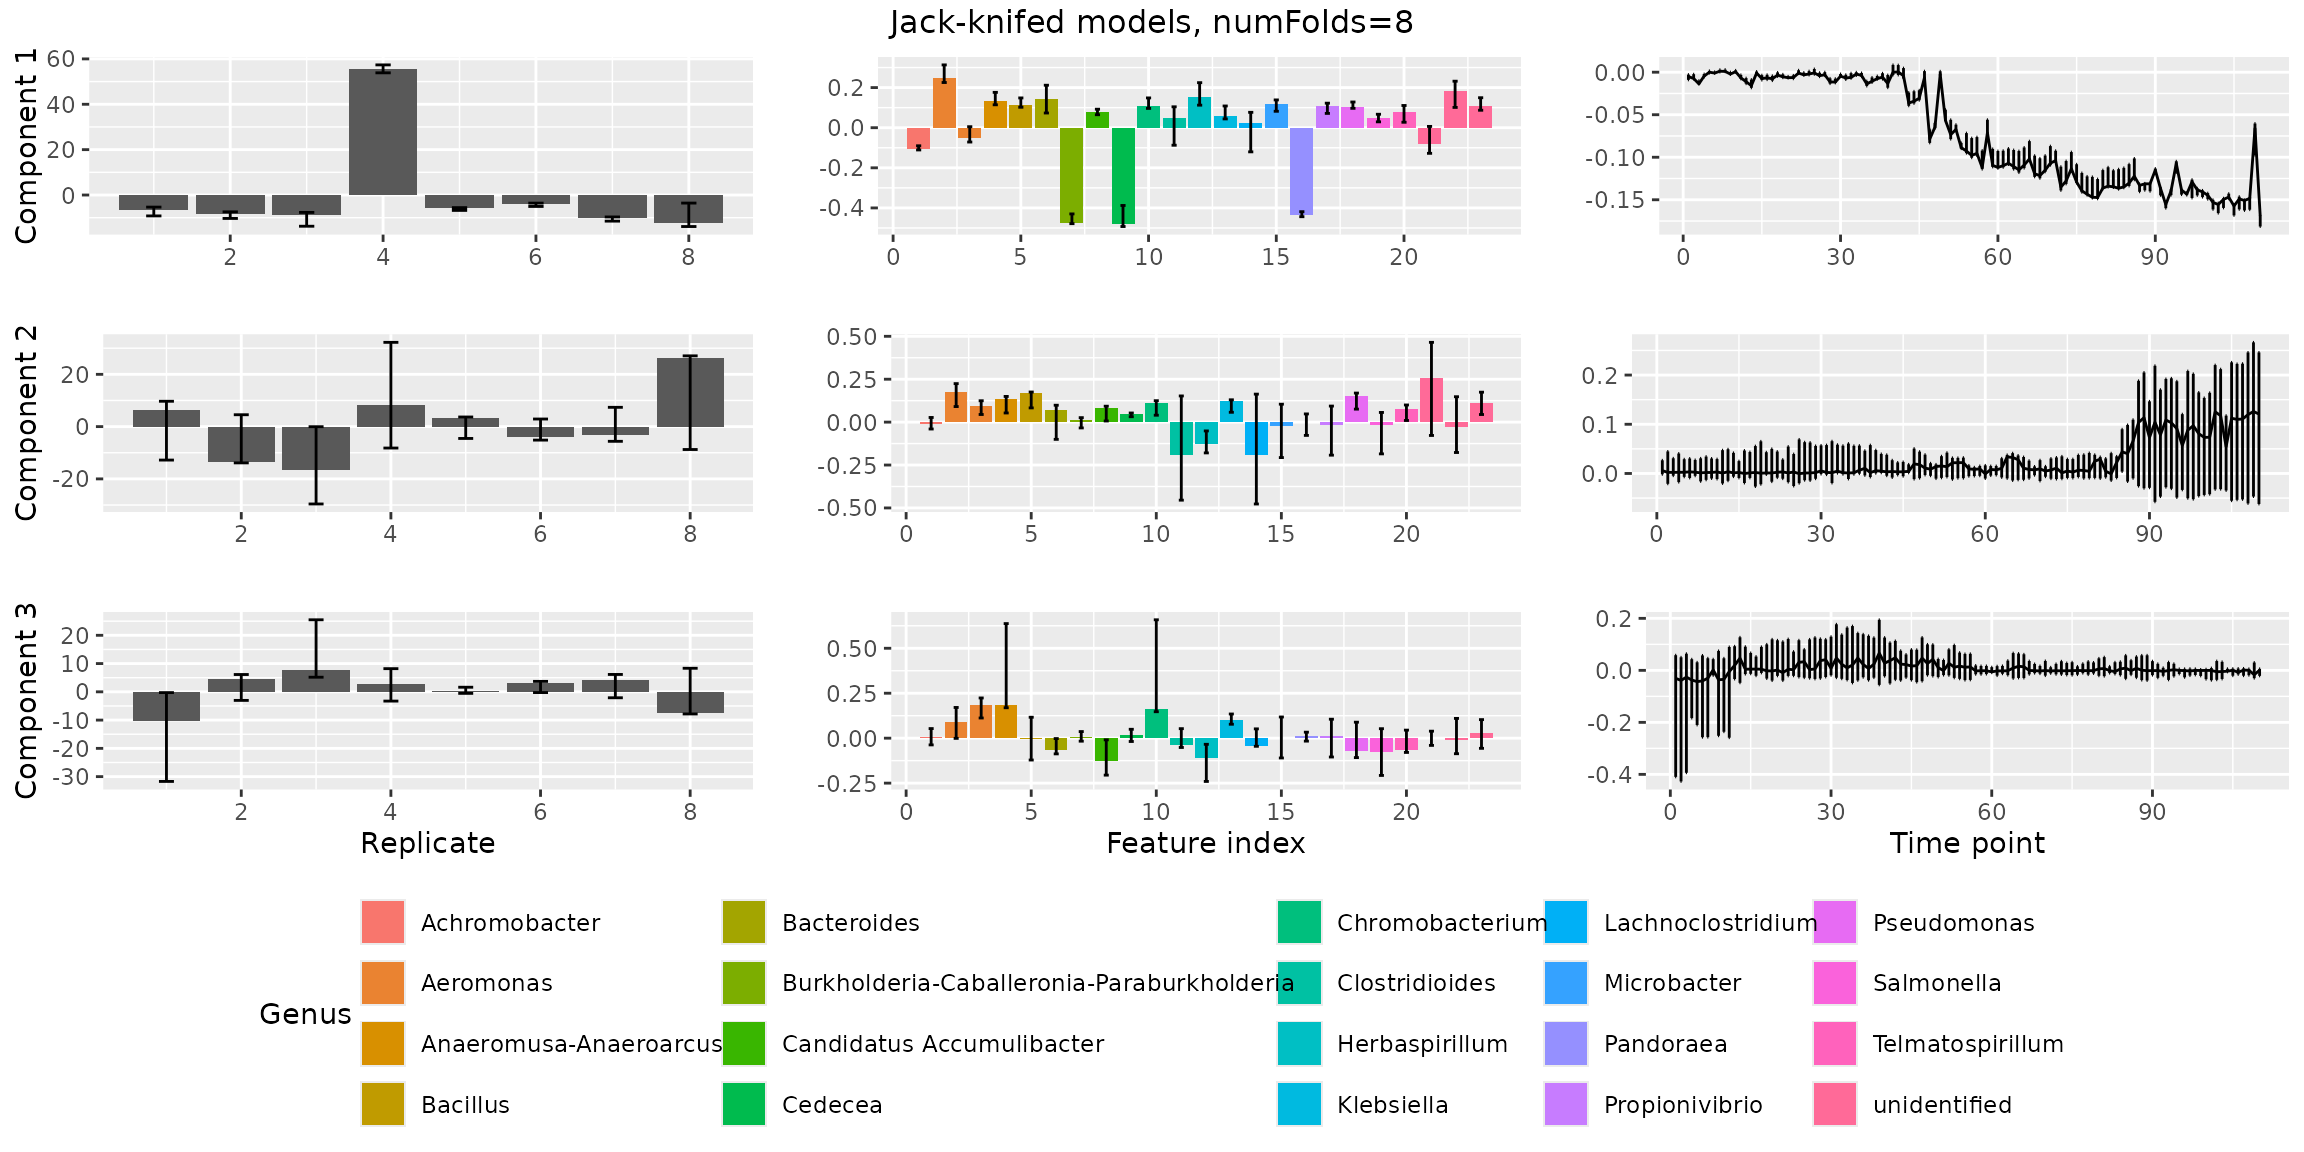 Jack-knifed models, numFolds=8
Component 1
60
40
20
0
2 4 6 8
0.2
0.0
-0.2
-0.4
0 5 10 15 20
0.00
-0.05
-0.10
-0.15
0 30 60 90
Component 2
20
0
-20
2 4 6 8
0.50
0.25
0.00
-0.25
-0.50
0 5 10 15 20
0.2
0.1
0.0
0 30 60 90
Component 3
20
10
0
-10
-20
-30
2 4 6 8
Replicate
0.50
0.25
0.00
-0.25
0 5 10 15 20
Feature index
0.2
0.0
-0.2
-0.4
0 30 60 90
Time point
Genus
Achromobacter
Aeromonas
Anaeromusa-Anaeroarcus
Bacillus
Bacteroides
Burkholderia-Caballeronia-Paraburkholderia
Candidatus Accumulibacter
Cedecea
Chromobacterium
Clostridioides
Herbaspirillum
Klebsiella
Lachnoclostridium
Microbacter
Pandoraea
Propionivibrio
Pseudomonas
Salmonella
Telmatospirillum
unidentified